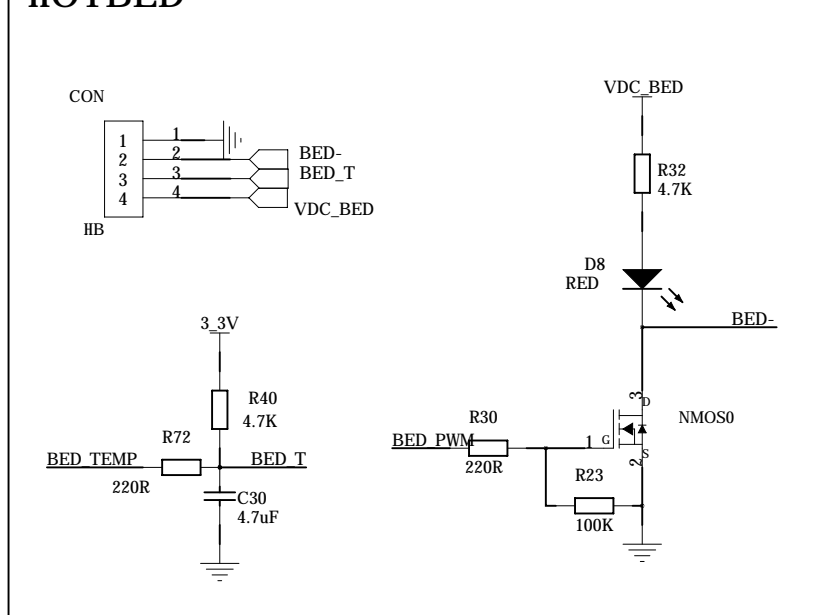 HOTBED
CON
1 1
2 2 BED-
3 3 BED_T
4 4 VDC_BED
HB
VDC_BED
R32
4.7K
D8
RED
BED-
3_3V
R40
4.7K
R72
BED_TEMP BED_T
220R
C30
4.7uF
R30
BED_PWM
220R
1 G
3 D
NMOS0
2 S
R23
100K